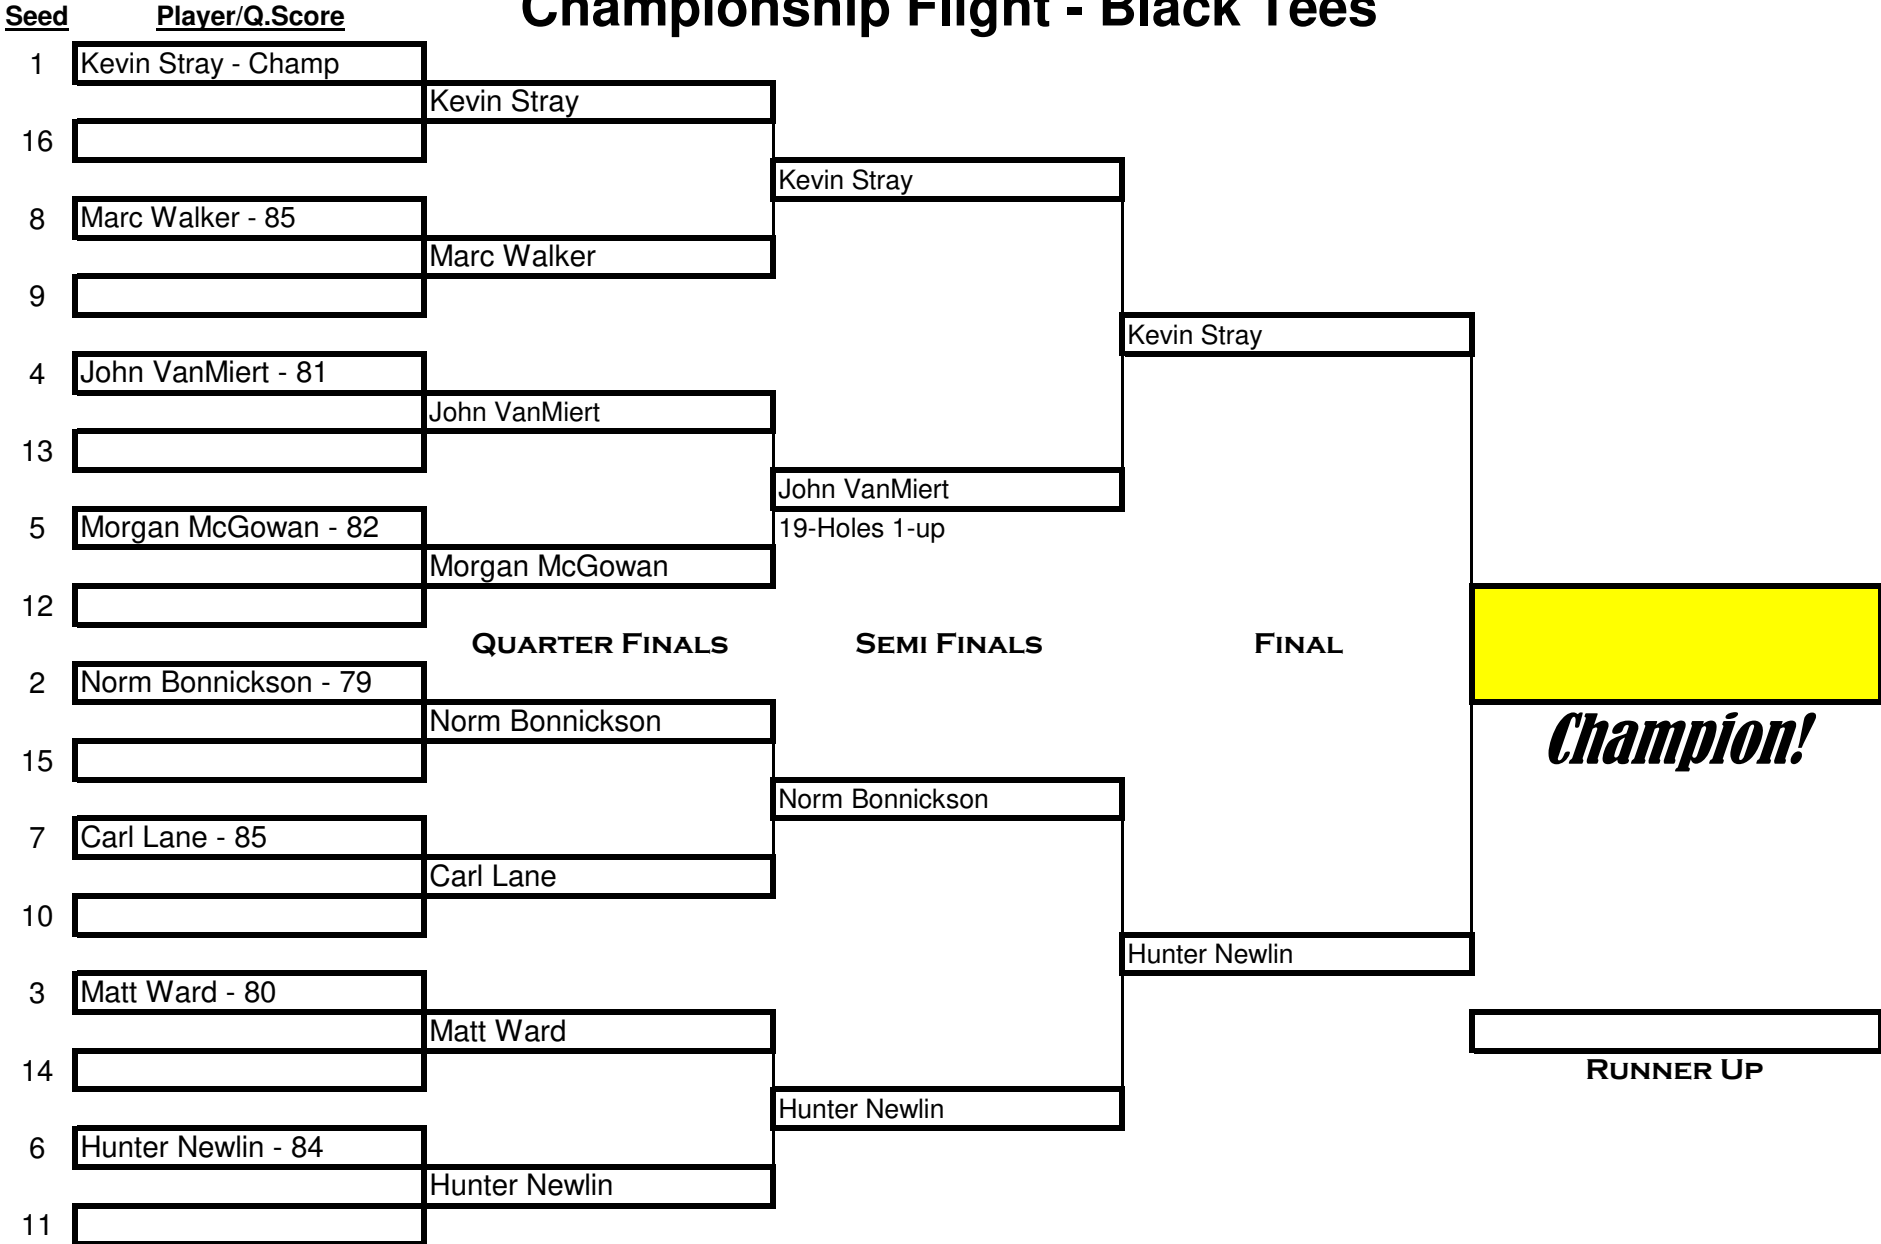 Championship Flight - Black Tees
Seed Player/Q.Score
1 Kevin Stray - Champ
Kevin Stray
16
Kevin Stray
8 Marc Walker - 85
Marc Walker
9
Kevin Stray
4 John VanMiert - 81
John VanMiert
13
John VanMiert
5 Morgan McGowan - 82
19-Holes 1-up
Morgan McGowan
12
QUARTER FINALS SEMI FINALS FINAL
2 Norm Bonnickson - 79
Norm Bonnickson
Champion!
15
Norm Bonnickson
7 Carl Lane - 85
Carl Lane
10
Hunter Newlin
3 Matt Ward - 80
Matt Ward
14
RUNNER UP
Hunter Newlin
6 Hunter Newlin - 84
Hunter Newlin
11